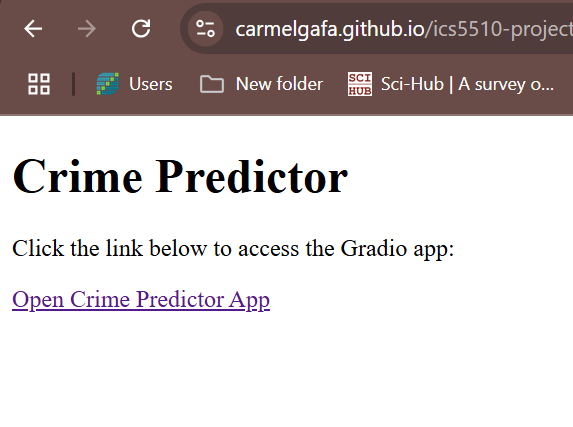 carmelgafa.github.io/ics5510-project
Users New folder SCI HUB Sci-Hub | A survey o...
Crime Predictor
Click the link below to access the Gradio app:
Open Crime Predictor App